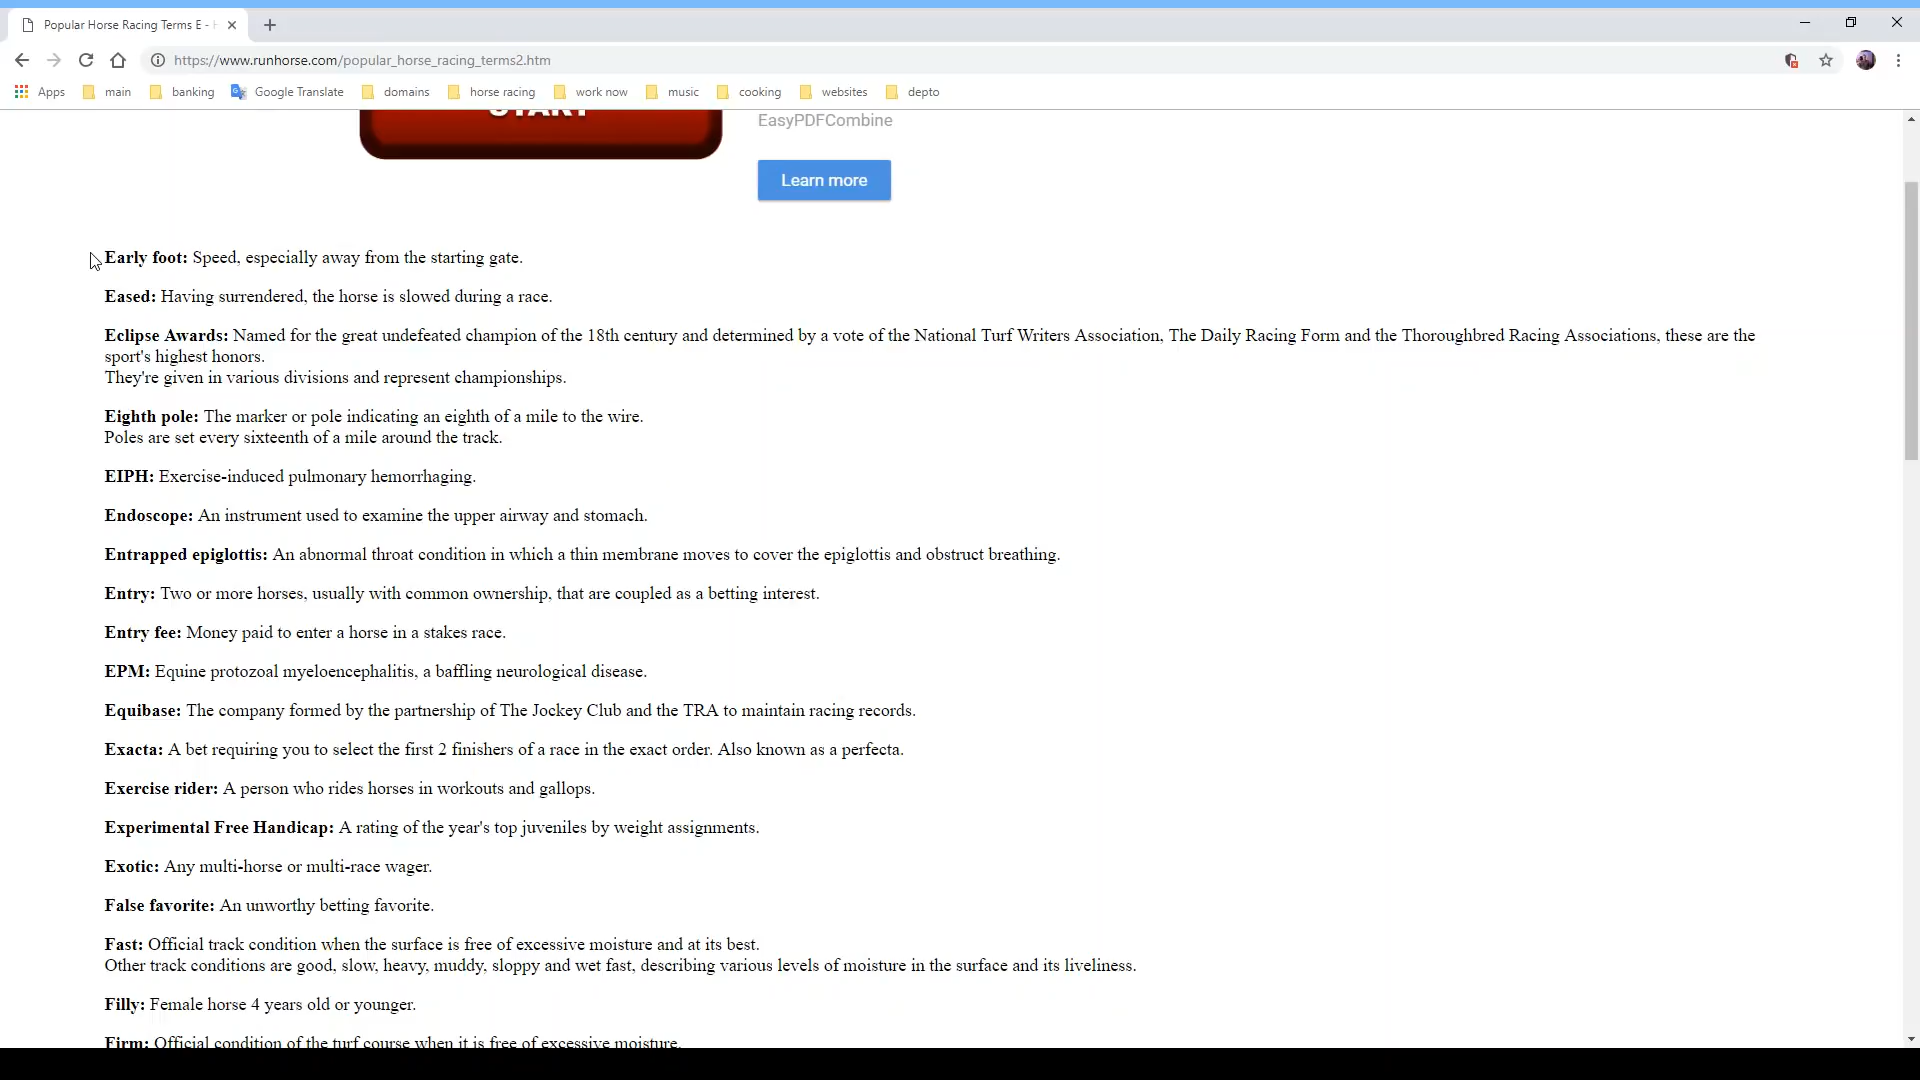 Popular Horse Racing Terms E - H
https://www.runhorse.com/popular_horse_racing_terms2.htm
Apps main banking Google Translate domains horse racing work now music cooking websites depto
START
EasyPDFCombine
Learn more
Early foot: Speed, especially away from the starting gate.
Eased: Having surrendered, the horse is slowed during a race.
Eclipse Awards: Named for the great undefeated champion of the 18th century and determined by a vote of the National Turf Writers Association, The Daily Racing Form and the Thoroughbred Racing Associations, these are the
sport's highest honors.
They're given in various divisions and represent championships.
Eighth pole: The marker or pole indicating an eighth of a mile to the wire.
Poles are set every sixteenth of a mile around the track.
EIPH: Exercise-induced pulmonary hemorrhaging.
Endoscope: An instrument used to examine the upper airway and stomach.
Entrapped epiglottis: An abnormal throat condition in which a thin membrane moves to cover the epiglottis and obstruct breathing.
Entry: Two or more horses, usually with common ownership, that are coupled as a betting interest.
Entry fee: Money paid to enter a horse in a stakes race.
EPM: Equine protozoal myeloencephalitis, a baffling neurological disease.
Equibase: The company formed by the partnership of The Jockey Club and the TRA to maintain racing records.
Exacta: A bet requiring you to select the first 2 finishers of a race in the exact order. Also known as a perfecta.
Exercise rider: A person who rides horses in workouts and gallops.
Experimental Free Handicap: A rating of the year's top juveniles by weight assignments.
Exotic: Any multi-horse or multi-race wager.
False favorite: An unworthy betting favorite.
Fast: Official track condition when the surface is free of excessive moisture and at its best.
Other track conditions are good, slow, heavy, muddy, sloppy and wet fast, describing various levels of moisture in the surface and its liveliness.
Filly: Female horse 4 years old or younger.
Firm: Official condition of the turf course when it is free of excessive moisture.